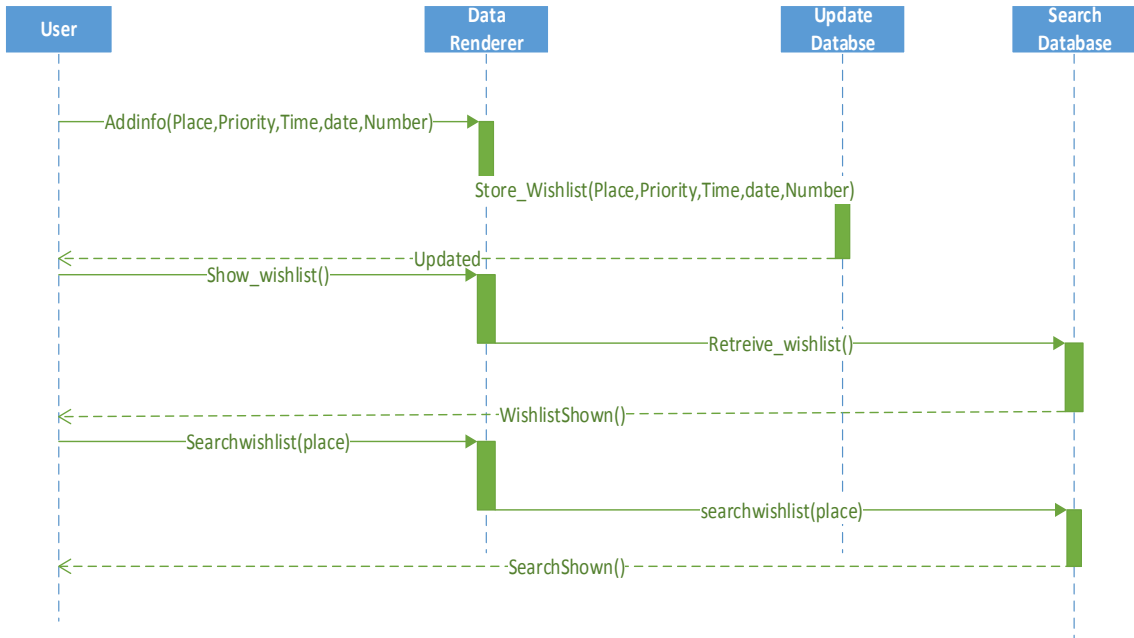 User
Data
Renderer
Update
Databse
Search
Database
Addinfo(Place,Priority,Time,date,Number)
Store_Wishlist(Place,Priority,Time,date,Number)
Updated
Show_wishlist()
Retreive_wishlist()
WishlistShown()
Searchwishlist(place)
searchwishlist(place)
SearchShown()